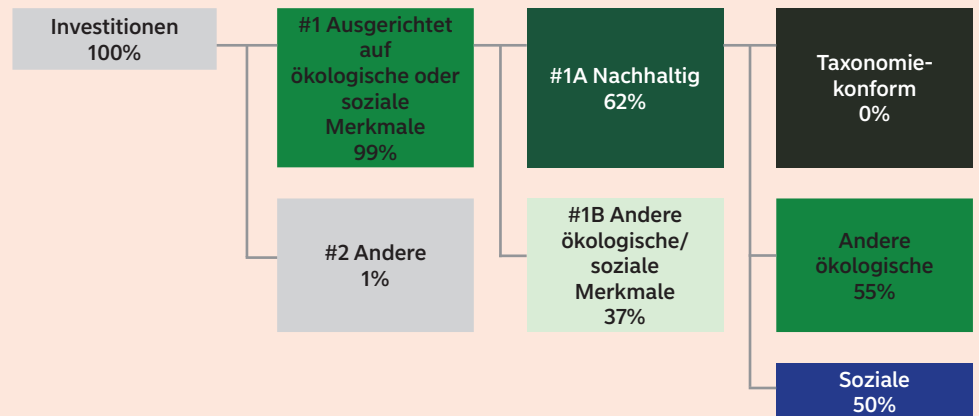 Investitionen
100%
#1 Ausgerichtet
auf
ökologische oder
soziale
Merkmale
99%
#1A Nachhaltig
62%
Taxonomie-
konform
0%
#2 Andere
1%
#1B Andere
ökologische/
soziale
Merkmale
37%
Andere
ökologische
55%
Soziale
50%